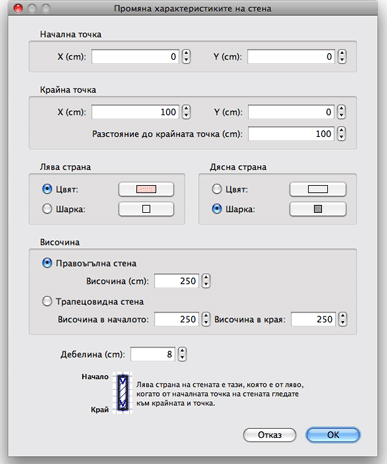 Промяна характеристиките на стена
Начална точка
X (cm): 0 Y (cm): 0
Крайна точка
X (cm): 100 Y (cm): 0
Разстояние до крайната точка (cm): 100
Лява страна Дясна страна
Цвят: Цвят:
Шарка: Шарка:
Височина
Правоъгълна стена
Височина (cm): 250
Трапецовидна стена
Височина в началото: 250 Височина в края: 250
Дебелина (cm): 8
Начало
Край
Лява страна на стената е тази, която е от ляво,
когато от началната точка на стената гледате
към крайната и точка.
Отказ OK